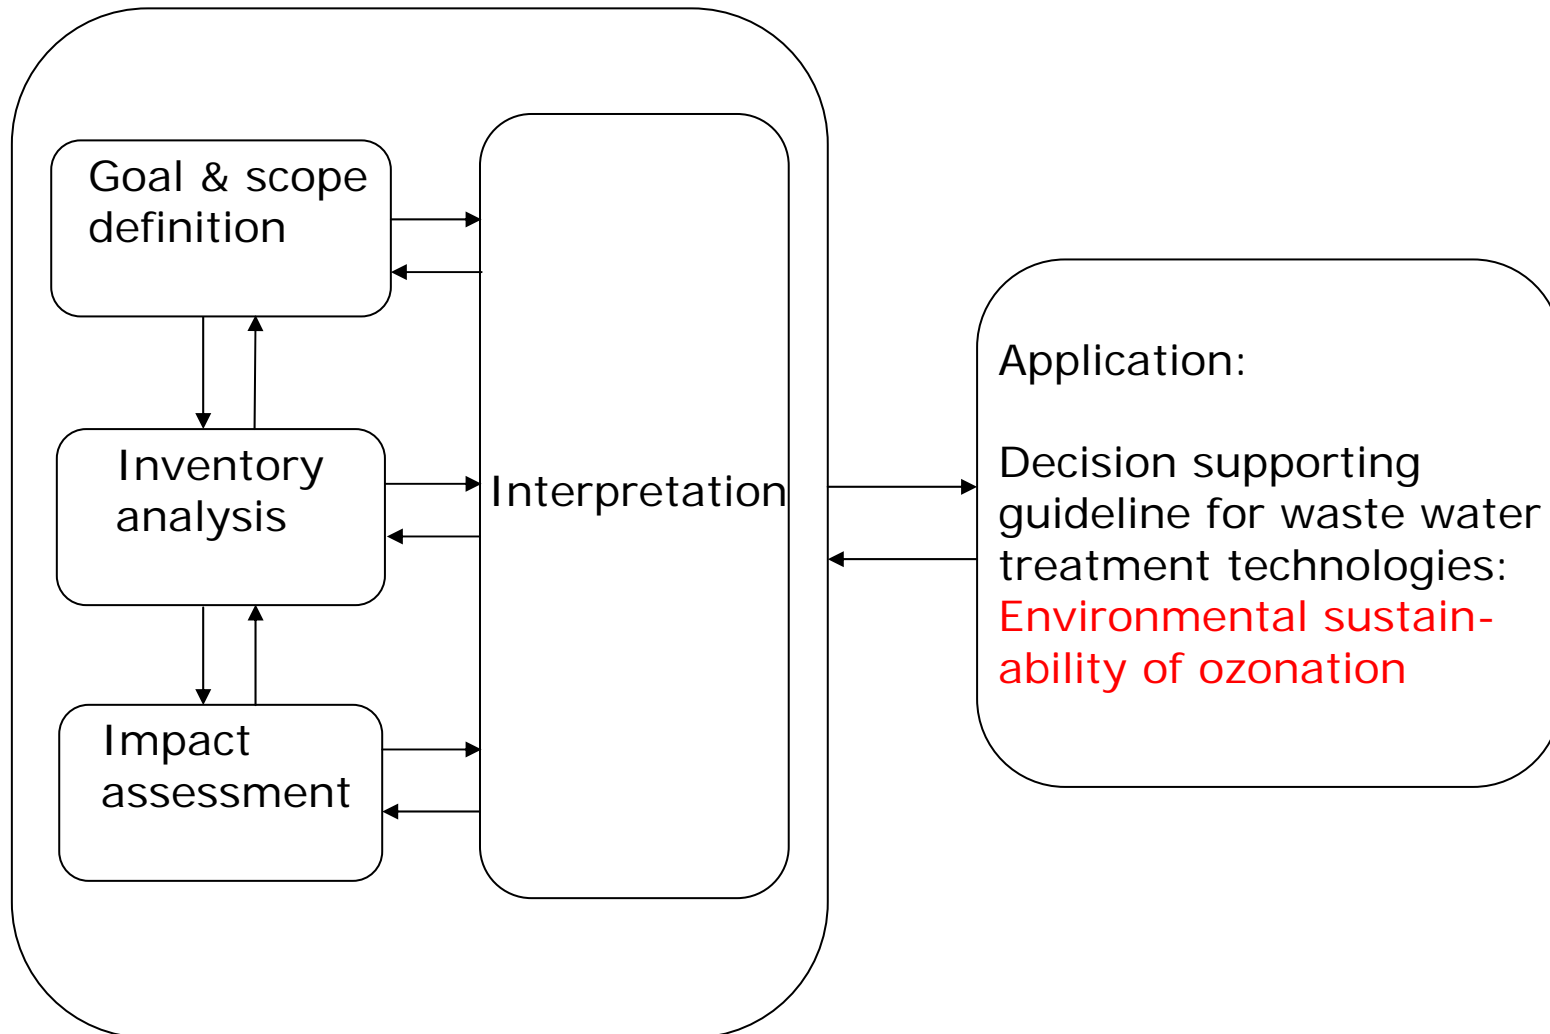 Goal & scope
definition
Inventory
analysis
Impact
assessment
Interpretation
Application:
Decision supporting
guideline for waste water
treatment technologies:
Environmental sustain-
ability of ozonation